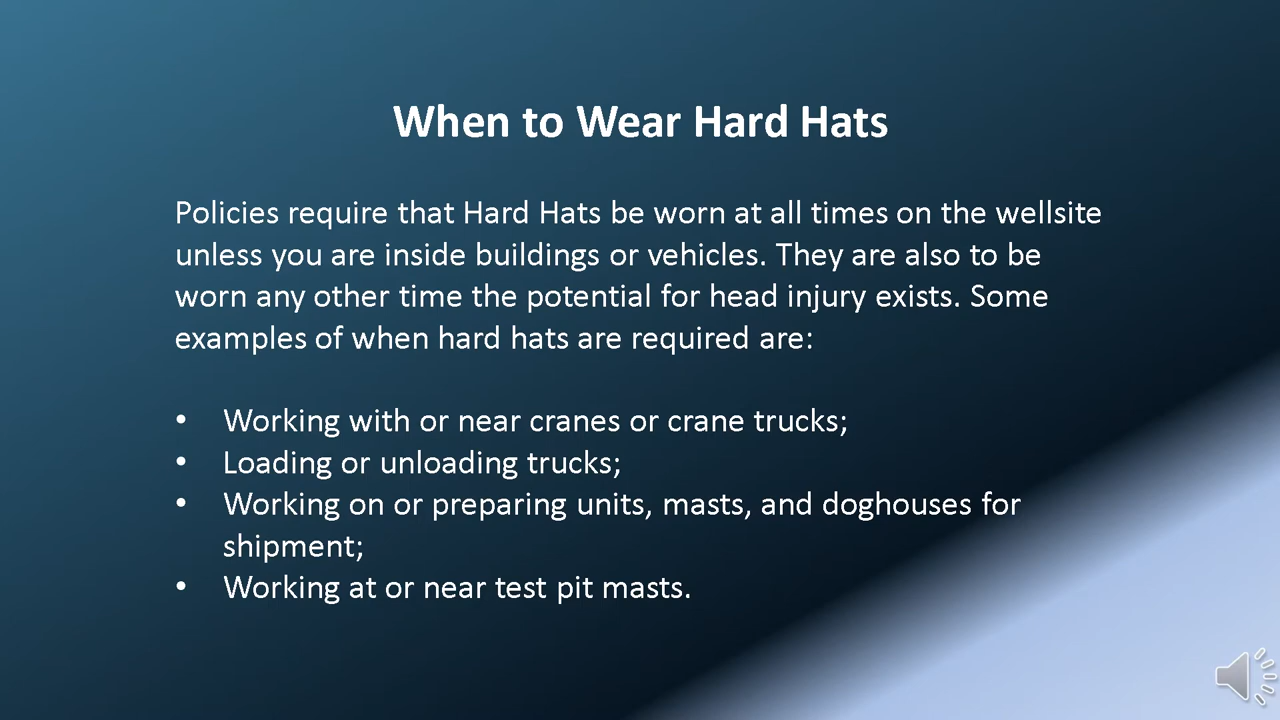 When to Wear Hard Hats
Policies require that Hard Hats be worn at all times on the wellsite
unless you are inside buildings or vehicles. They are also to be
worn any other time the potential for head injury exists. Some
examples of when hard hats are required are:
• Working with or near cranes or crane trucks;
• Loading or unloading trucks;
• Working on or preparing units, masts, and doghouses for
shipment;
• Working at or near test pit masts.